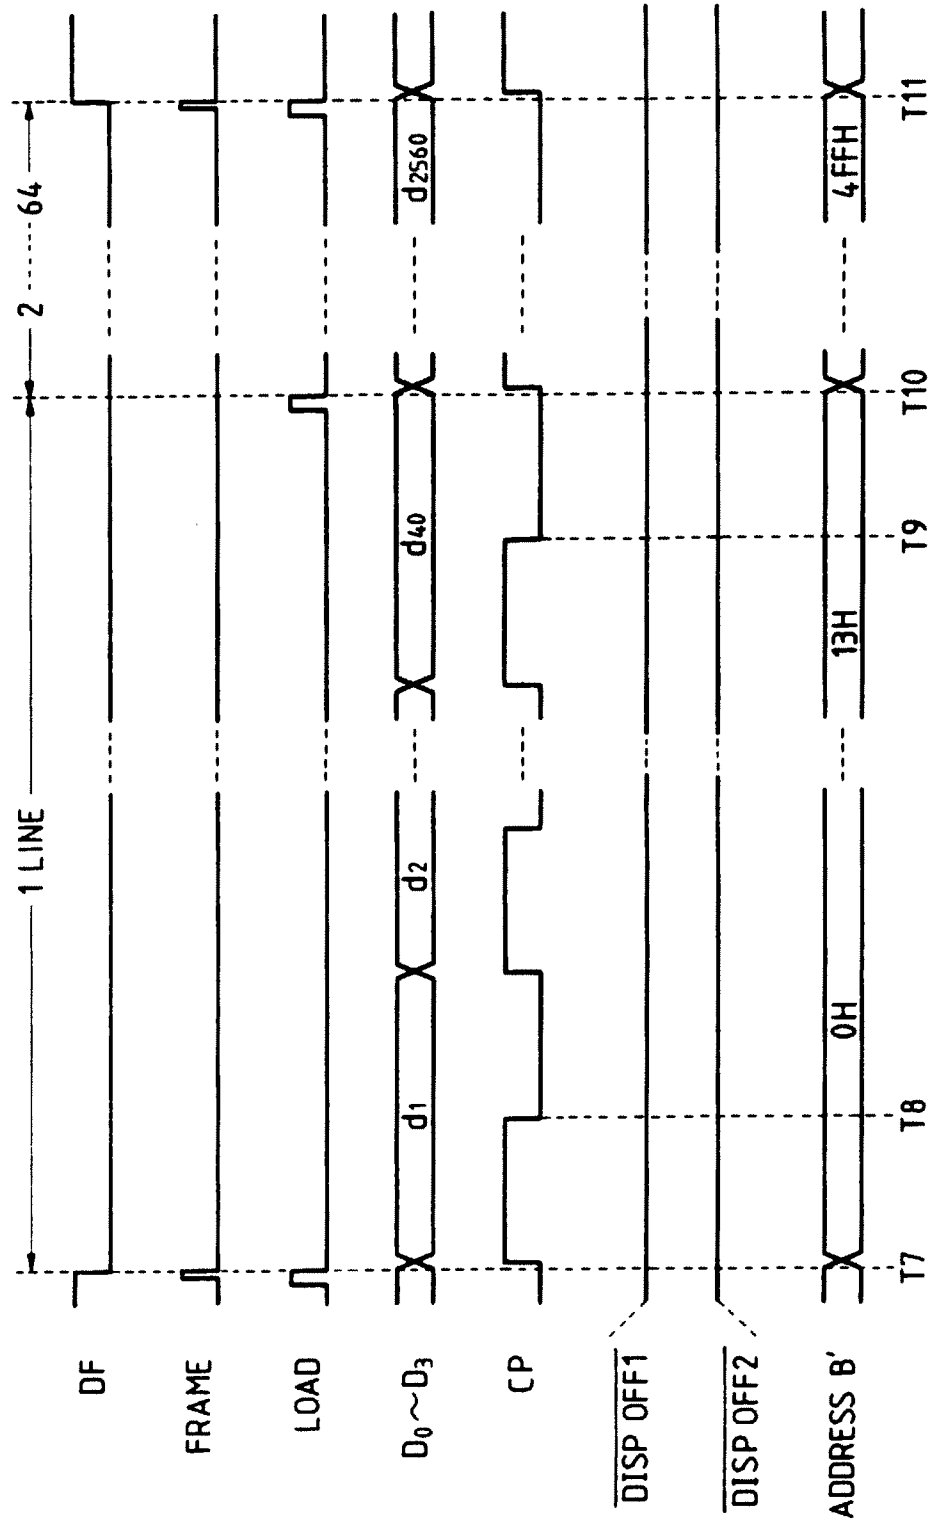 1 LINE
2 64
DF
FRAME
LOAD
D0~D3
d1
d2
d40
d2560
CP
DISP OFF1
DISP OFF2
ADDRESS B'
0H
13H
4FFH
T7
T8
T9
T10
T11